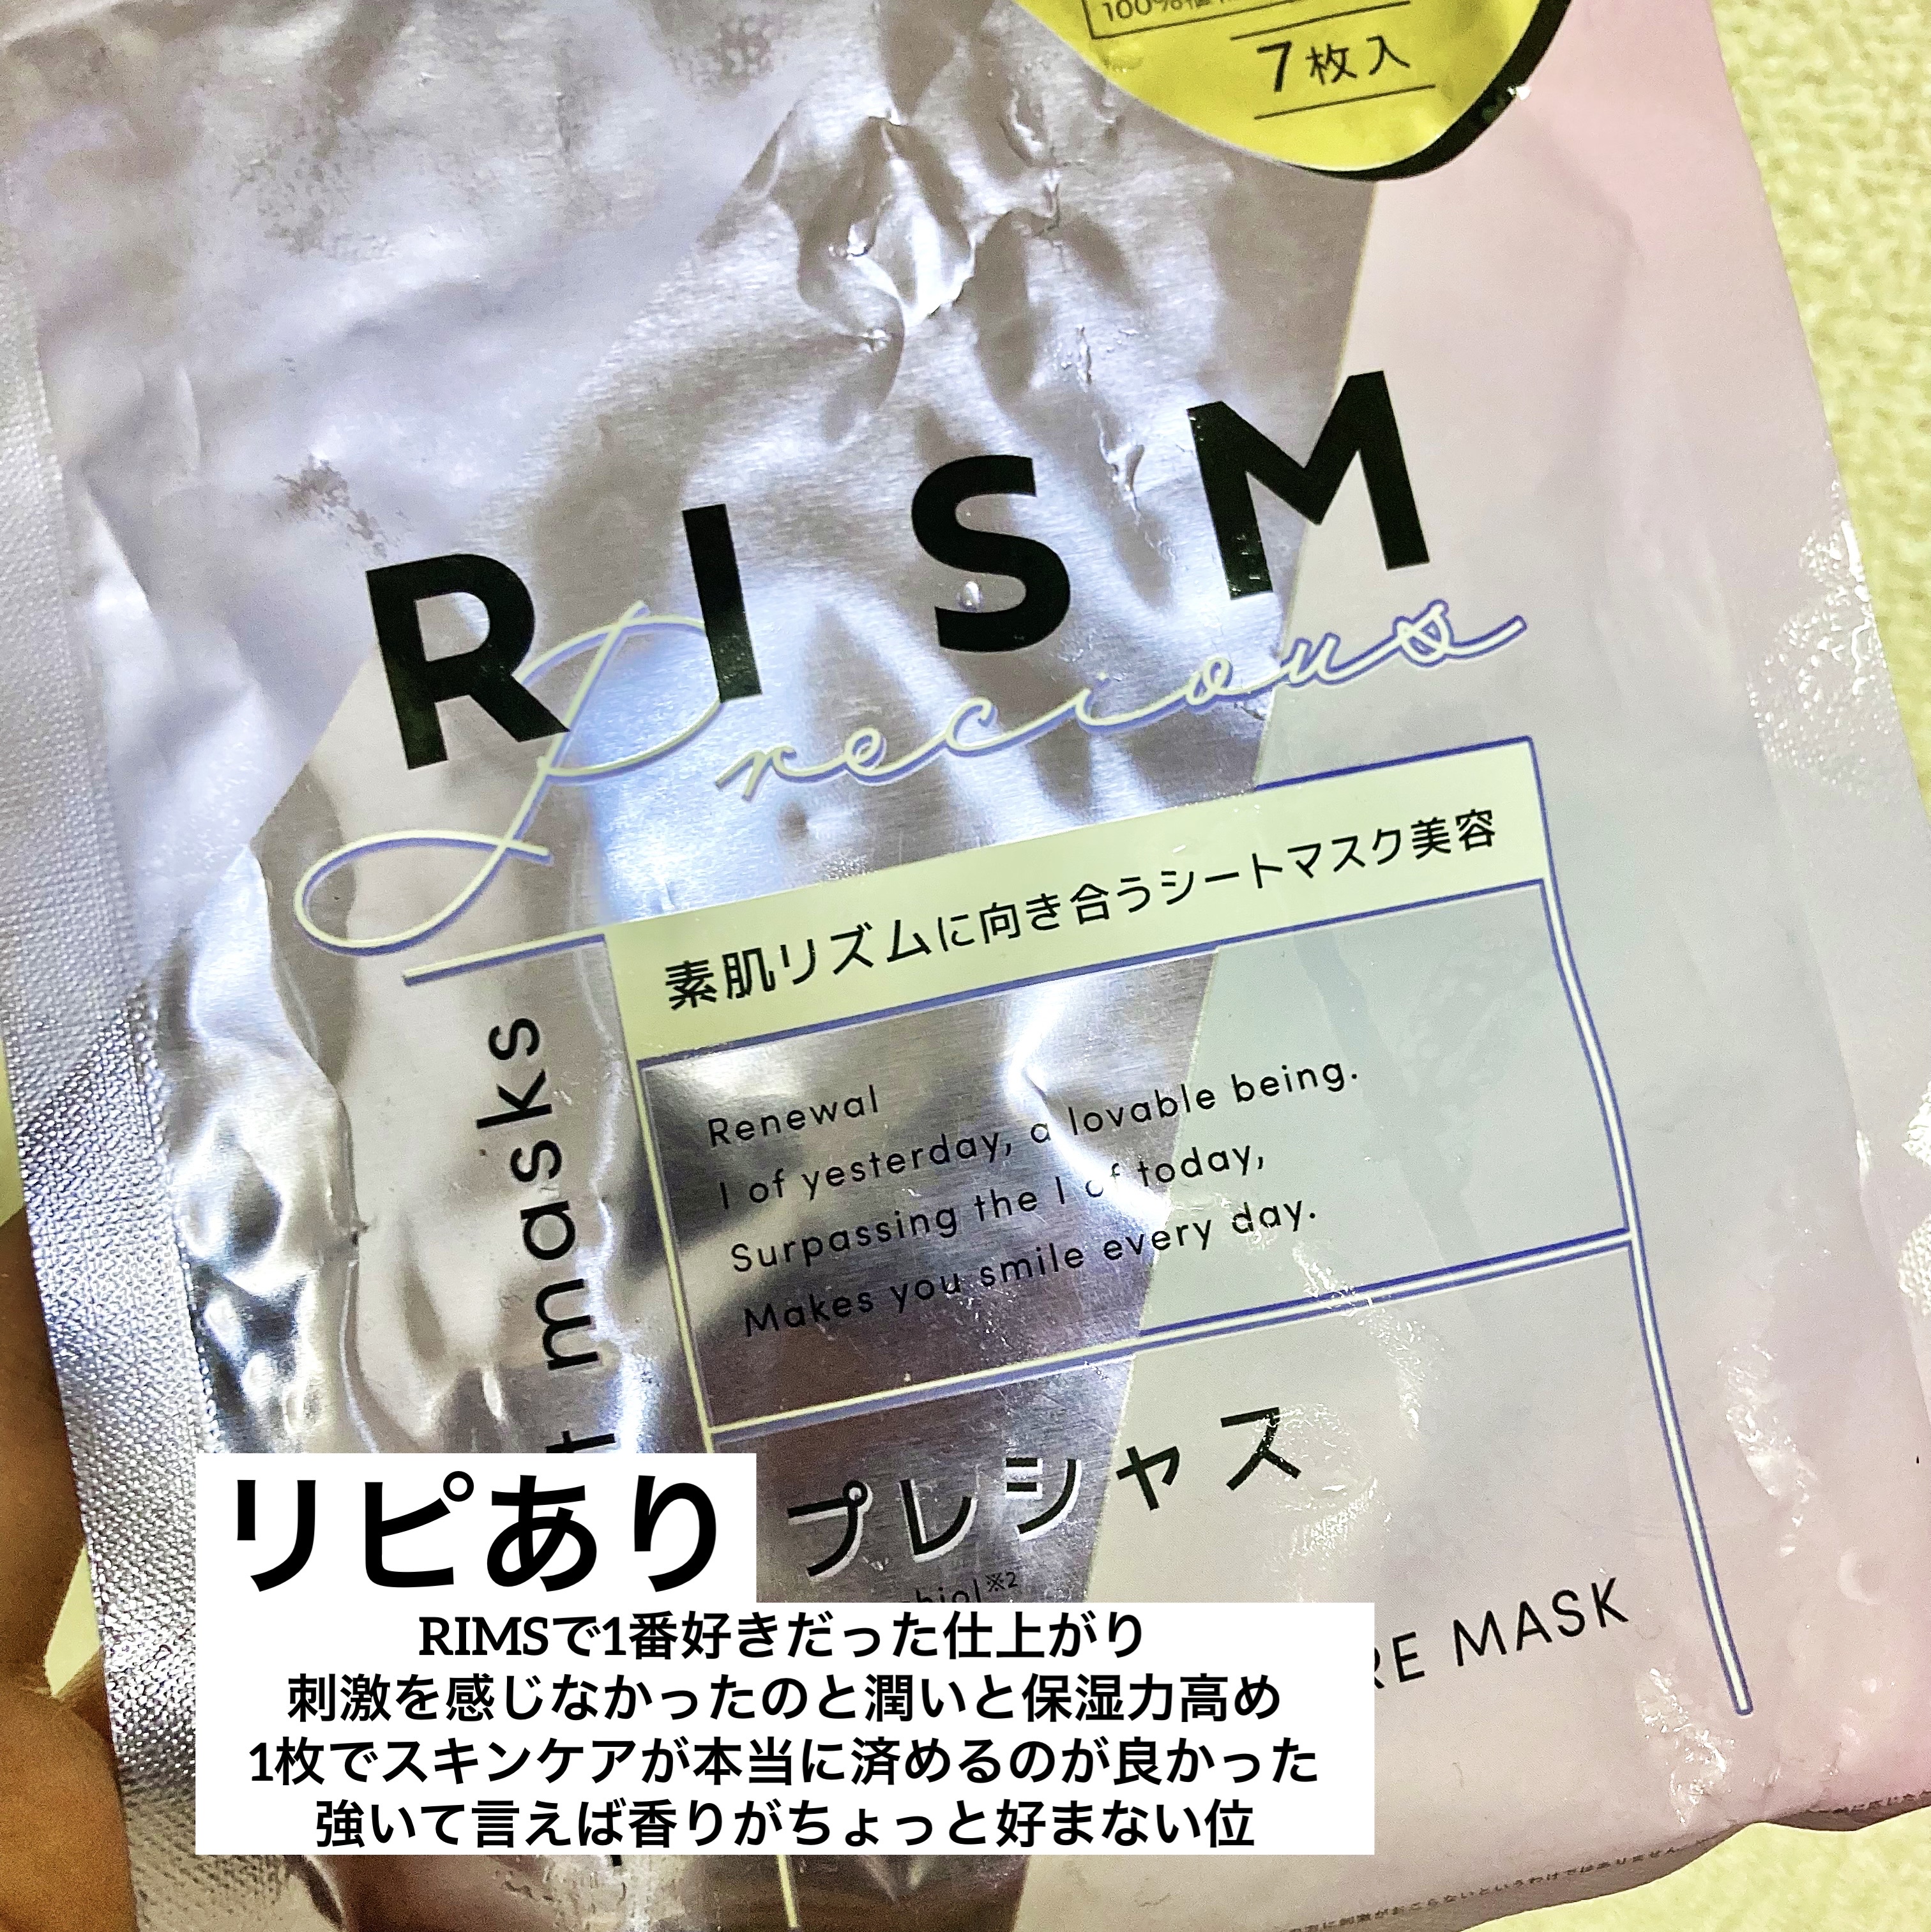 7枚入
RISM
Precious
素肌リズムに向き合うシートマスク美容
masks
Renewal
I of yesterday, a lovable being.
Surpassing the I of today,
Makes you smile every day.
プレシャス
MASK
リピあり
RIMSで1番好きだった仕上がり
刺激を感じなかったのと潤いと保湿力高め
1枚でスキンケアが本当に済めるのが良かった
強いて言えば香りがちょっと好まない位